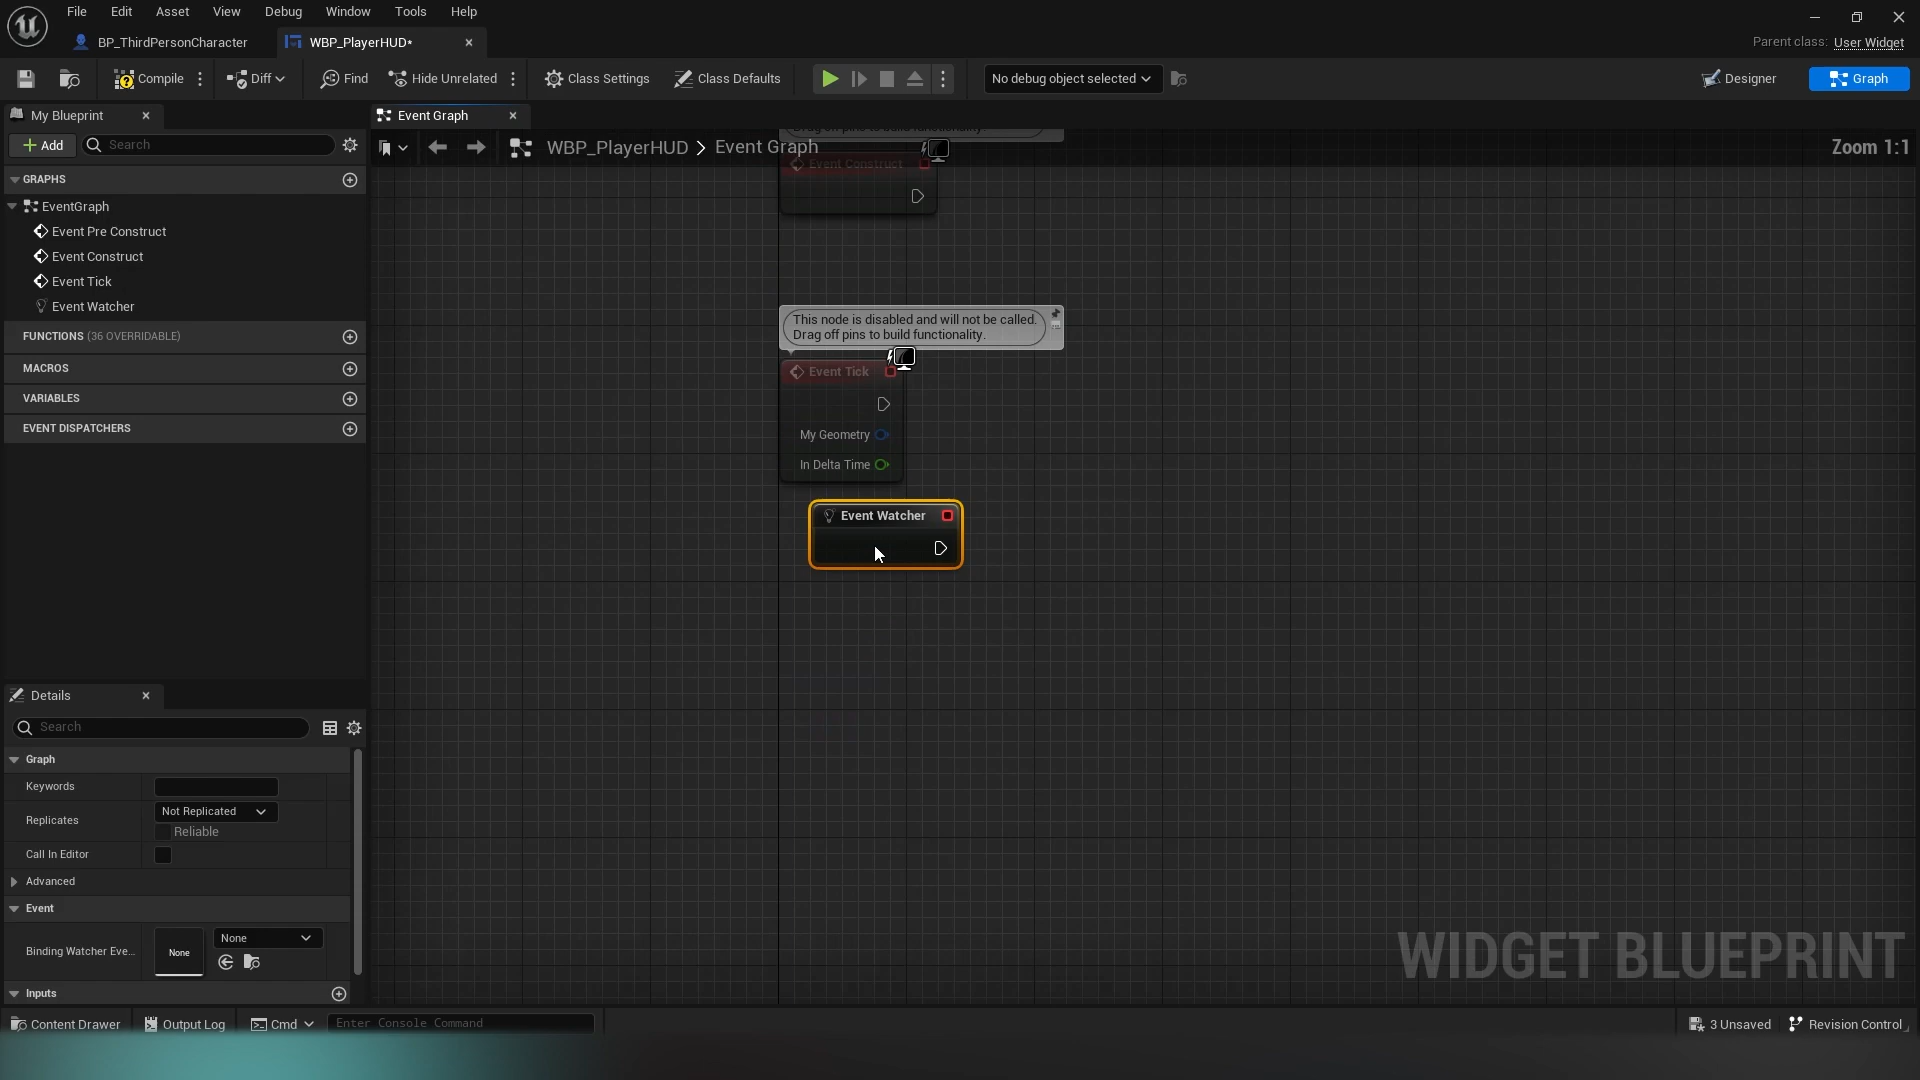 File Edit Asset View Debug Window Tools Help
BP_ThirdPersonCharacter
WBP_PlayerHUD*
Parent class: User Widget
Compile
Diff
Find
Hide Unrelated
Class Settings
Class Defaults
No debug object selected
Designer
Graph
My Blueprint
Event Graph
Add
Search
WBP_PlayerHUD > Event Graph
Zoom 1:1
Drag off pins to build functionality.
Event Construct
GRAPHS
EventGraph
Event Pre Construct
Event Construct
Event Tick
Event Watcher
FUNCTIONS (36 OVERRIDABLE)
MACROS
VARIABLES
EVENT DISPATCHERS
This node is disabled and will not be called.
Drag off pins to build functionality.
Event Tick
My Geometry
In Delta Time
Event Watcher
Details
Search
Graph
Keywords
Replicates
Not Replicated
Reliable
Call In Editor
Advanced
Event
Binding Watcher Eve...
None
None
Inputs
WIDGET BLUEPRINT
Content Drawer
Output Log
Cmd
Enter Console Command
3 Unsaved
Revision Control